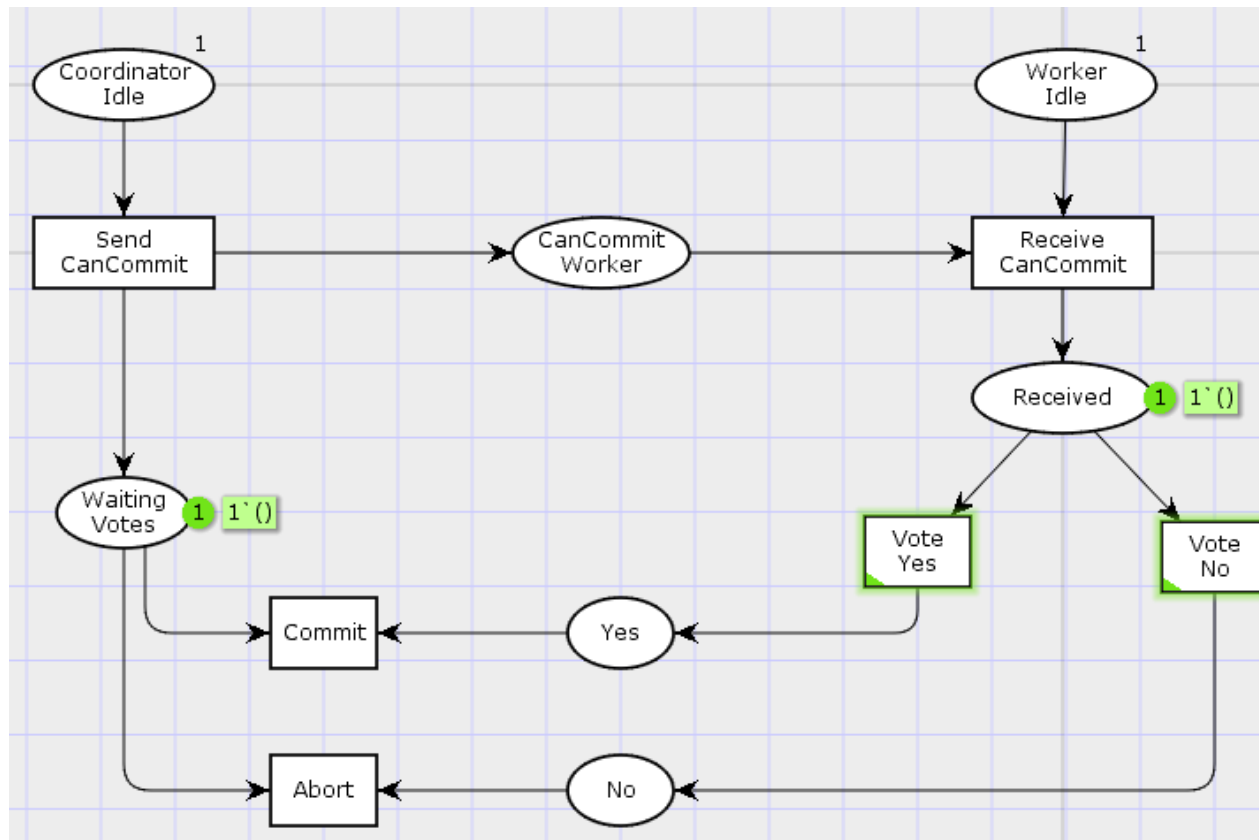 1
Coordinator
Idle
1
Worker
Idle
Send
CanCommit
CanCommit
Worker
Receive
CanCommit
Received
1
1`()
Waiting
Votes
1
1`()
Vote
Yes
Vote
No
Commit
Yes
Abort
No